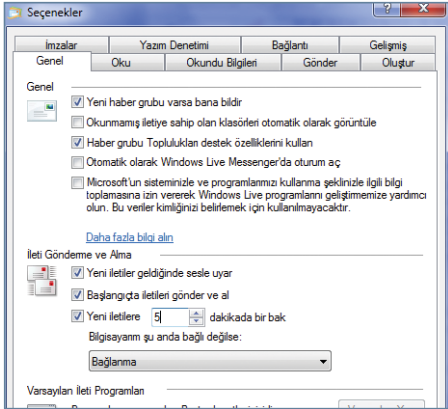 Seçenekler
İmzalar Yazım Denetimi Bağlantı Gelişmiş
Genel Oku Okundu Bilgileri Gönder Oluştur
Genel
Yeni haber grubu varsa bana bildir
Okunmamış iletiye sahip olan klasörleri otomatik olarak görüntüle
Haber grubu Toplulukları destek özelliklerini kullan
Otomatik olarak Windows Live Messenger'da oturum aç
Microsoft'un sisteminizle ve programlarımızı kullanma şeklinizle ilgili bilgi
toplamasına izin vererek Windows Live programlarını geliştirmemize yardımcı
olun. Bu veriler kimliğinizi belirlemek için kullanılmayacaktır.
Daha fazla bilgi alın
İleti Gönderme ve Alma
Yeni iletiler geldiğinde sesle uyar
Başlangıçta iletileri gönder ve al
Yeni iletilere 5 dakikada bir bak
Bilgisayarım şu anda bağlı değilse:
Bağlanma
Varsayılan İleti Programları